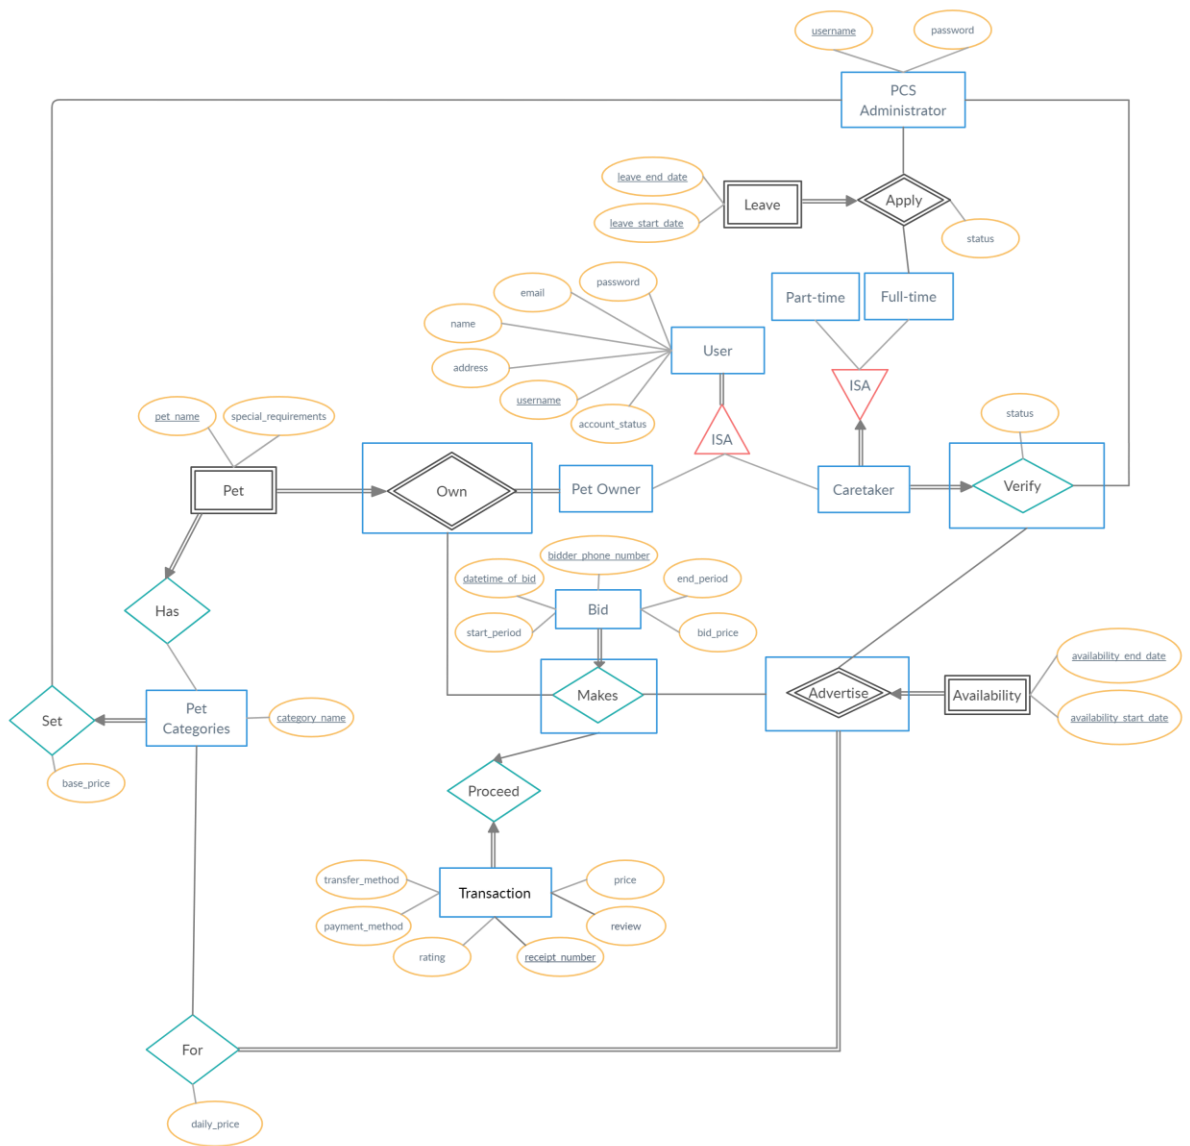 username
password
PCS
Administrator
leave_end_date
Leave
Apply
leave_start_date
status
password
email
Part-time
Full-time
name
User
address
ISA
username
account_status
status
pet_name
special_requirements
ISA
Pet
Own
Pet Owner
Caretaker
Verify
bidder_phone_number
datetime_of_bid
end_period
Has
Bid
start_period
bid_price
availability_end_date
Makes
Advertise
Availability
Set
Pet
Categories
category_name
availability_start_date
base_price
Proceed
transfer_method
Transaction
price
payment_method
review
rating
receipt_number
For
daily_price